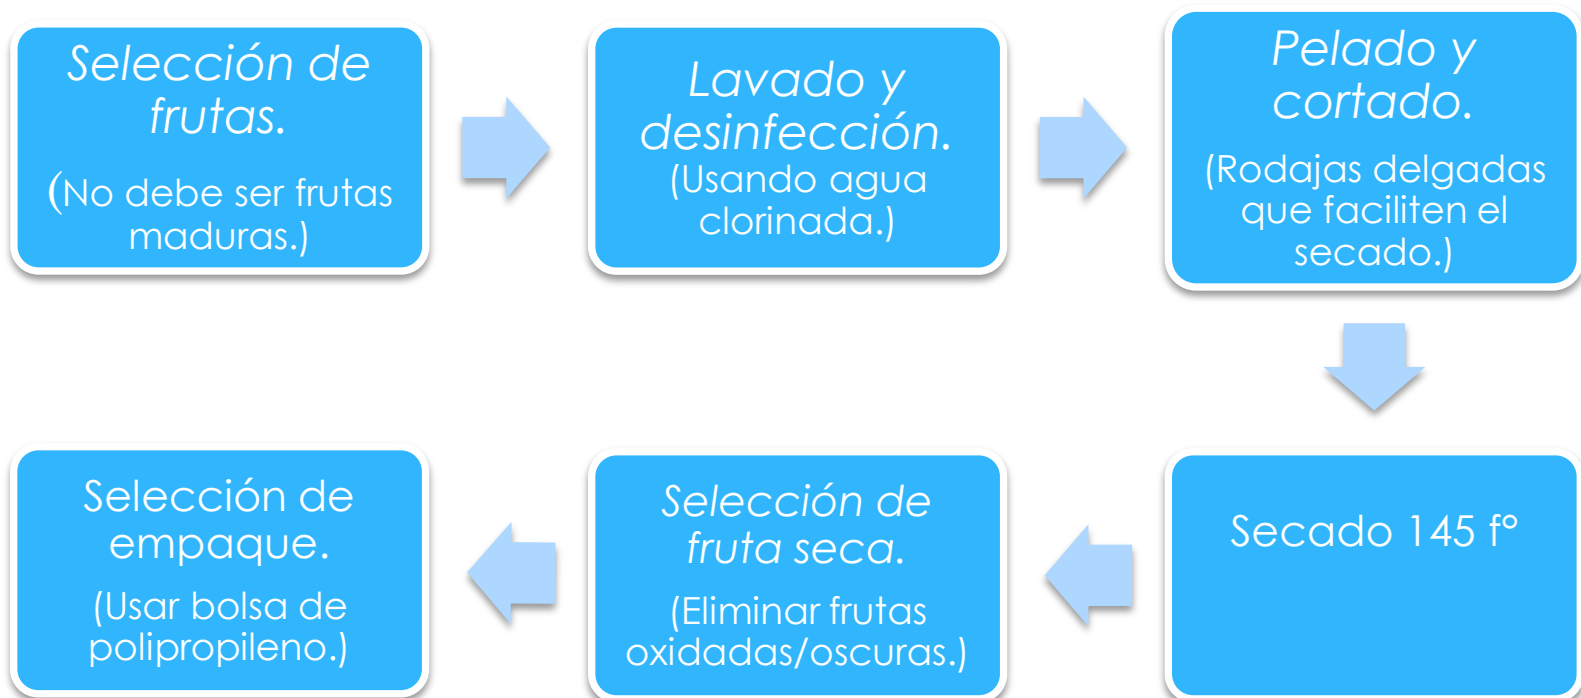 Selección de
frutas.
(No debe ser frutas
maduras.)
Lavado y
desinfección.
(Usando agua
clorinada.)
Pelado y
cortado.
(Rodajas delgadas
que faciliten el
secado.)
Secado 145 f°
Selección de
fruta seca.
(Eliminar frutas
oxidadas/oscuras.)
Selección de
empaque.
(Usar bolsa de
polipropileno.)